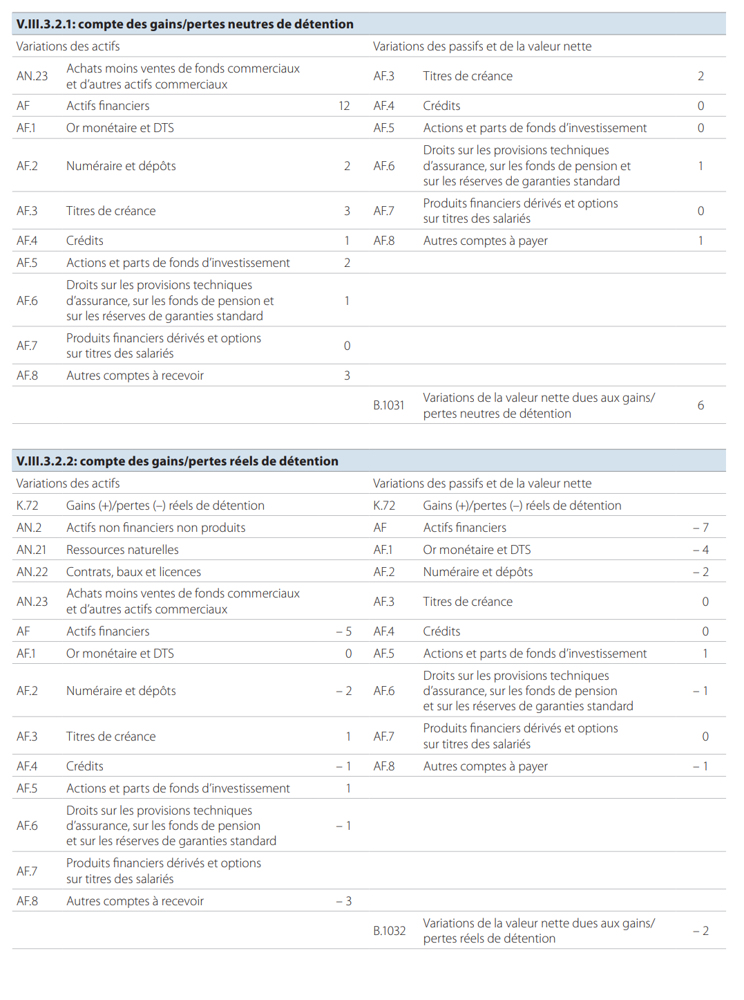 V.III.3.2.1: compte des gains/pertes neutres de détention
Variations des actifs Variations des passifs et de la valeur nette
AN.23 Achats moins ventes de fonds commerciaux
et d’autres actifs commerciaux AF.3 Titres de créance 2
AF Actifs financiers 12 AF.4 Crédits 0
AF.1 Or monétaire et DTS AF.5 Actions et parts de fonds d’investissement 0
AF.2 Numéraire et dépôts 2 AF.6 Droits sur les provisions techniques
d’assurance, sur les fonds de pension et
sur les réserves de garanties standard 1
AF.3 Titres de créance 3 AF.7 Produits financiers dérivés et options
sur titres des salariés 0
AF.4 Crédits 1 AF.8 Autres comptes à payer 1
AF.5 Actions et parts de fonds d’investissement 2
AF.6 Droits sur les provisions techniques
d’assurance, sur les fonds de pension et
sur les réserves de garanties standard 1
AF.7 Produits financiers dérivés et options
sur titres des salariés 0
AF.8 Autres comptes à recevoir 3
B.1031 Variations de la valeur nette dues aux gains/
pertes neutres de détention 6
V.III.3.2.2: compte des gains/pertes réels de détention
Variations des actifs Variations des passifs et de la valeur nette
K.72 Gains (+)/pertes (–) réels de détention K.72 Gains (+)/pertes (–) réels de détention
AN.2 Actifs non financiers non produits AF Actifs financiers – 7
AN.21 Ressources naturelles AF.1 Or monétaire et DTS – 4
AN.22 Contrats, baux et licences AF.2 Numéraire et dépôts – 2
AN.23 Achats moins ventes de fonds commerciaux
et d’autres actifs commerciaux AF.3 Titres de créance 0
AF Actifs financiers – 5 AF.4 Crédits 0
AF.1 Or monétaire et DTS 0 AF.5 Actions et parts de fonds d’investissement 1
AF.2 Numéraire et dépôts – 2 AF.6 Droits sur les provisions techniques
d’assurance, sur les fonds de pension
et sur les réserves de garanties standard – 1
AF.3 Titres de créance 1 AF.7 Produits financiers dérivés et options
sur titres des salariés 0
AF.4 Crédits – 1 AF.8 Autres comptes à payer – 1
AF.5 Actions et parts de fonds d’investissement 1
AF.6 Droits sur les provisions techniques
d’assurance, sur les fonds de pension
et sur les réserves de garanties standard – 1
AF.7 Produits financiers dérivés et options
sur titres des salariés
AF.8 Autres comptes à recevoir – 3
B.1032 Variations de la valeur nette dues aux gains/
pertes réels de détention – 2